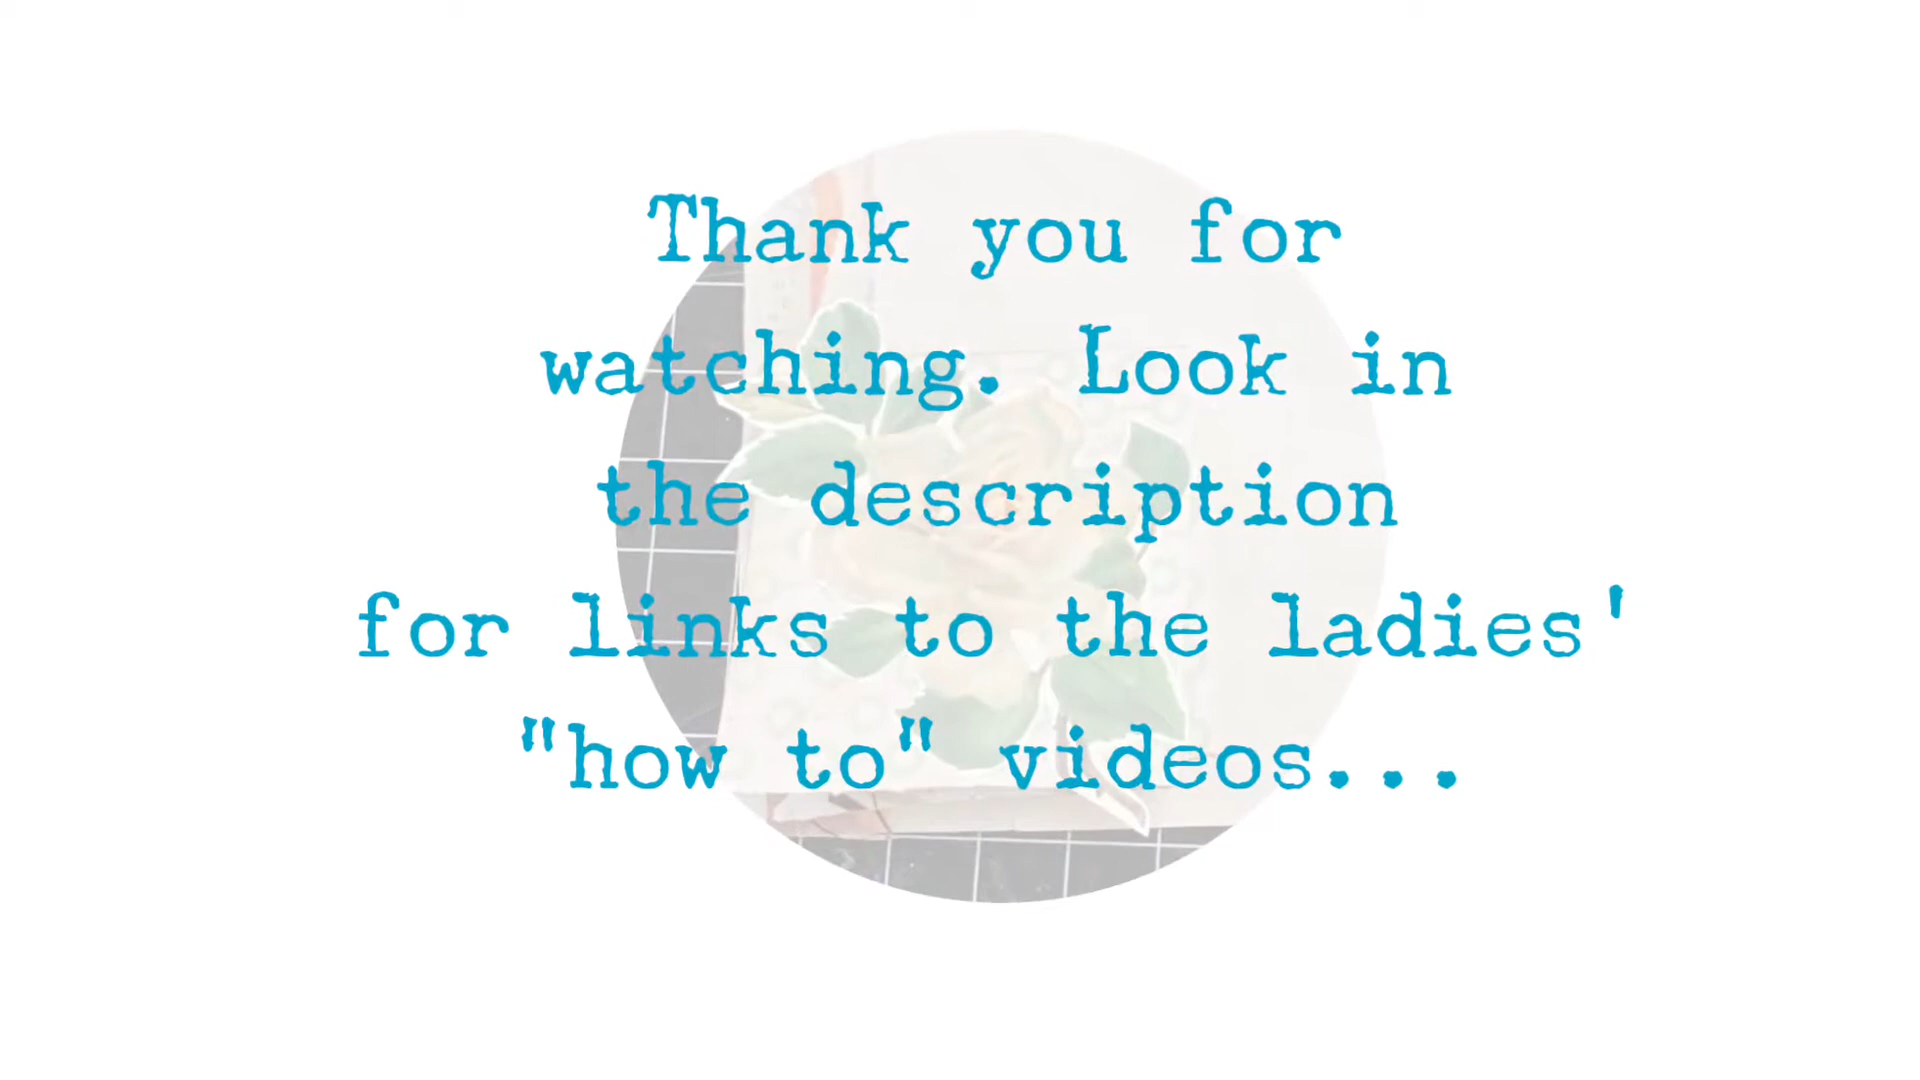 Thank you for
watching. Look in
the description
for links to the ladies'
"how to" videos...